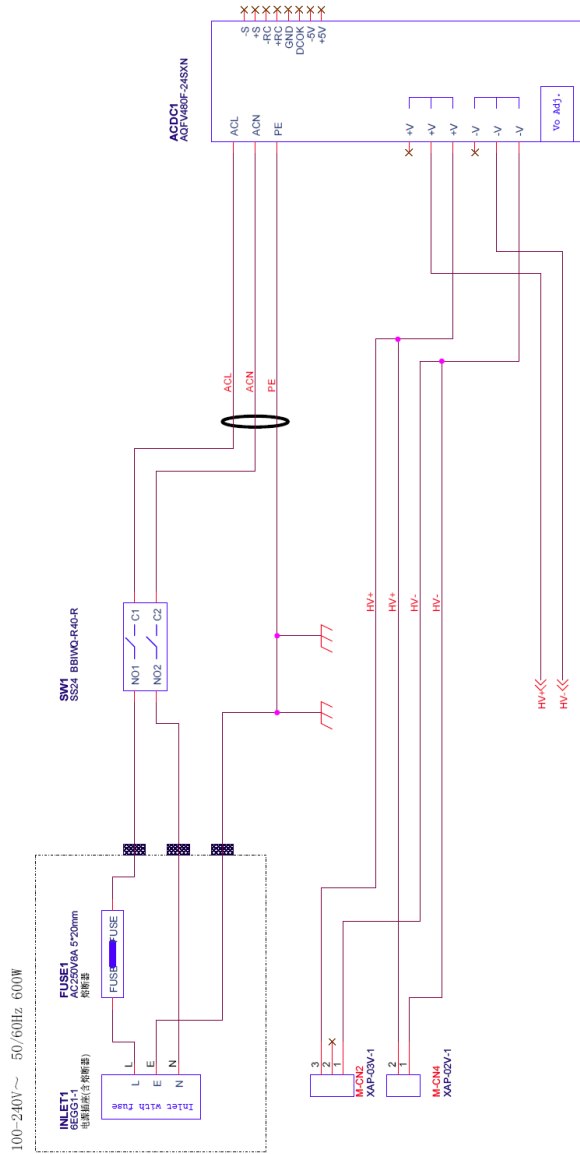 -S
+S
-RC
+RC
GND
DCOK
-5V
+5V
ACDC1
AQFV480F-24SXN
ACL
ACN
PE
+V
+V
+V
-V
-V
-V
Vo Adj.
ACL
ACN
PE
SW1
SS24 BBIWQ-R40-R
NO1
C1
NO2
C2
HV+
HV+
HV-
HV-
HV+
HV-
100-240V～ 50/60Hz 600W
FUSE1
AC250V8A 5*20mm
熔断器
FUSE
FUSE
INLET1
6EGG1-1
电源插座(含熔断器)
L
E
N
L
E
N
Inlet with fuse
3
2
1
M-CN2
XAP-03V-1
2
1
M-CN4
XAP-02V-1